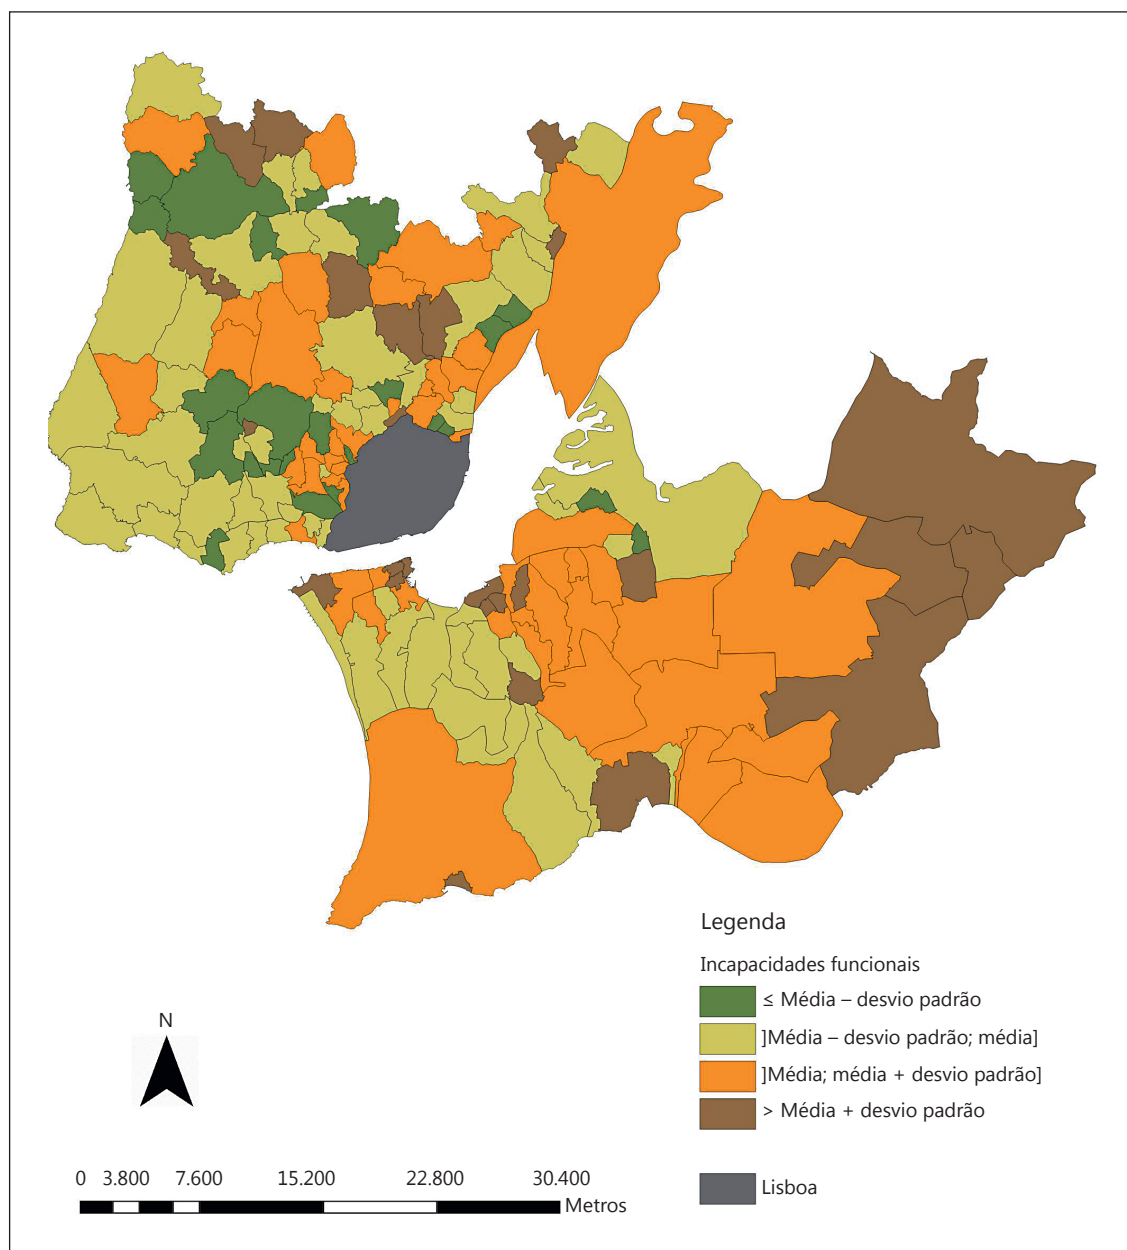 Legenda
Incapacidades funcionais
≤ Média – desvio padrão
]Média – desvio padrão; média]
]Média; média + desvio padrão]
> Média + desvio padrão
Lisboa
N
0 3.800 7.600 15.200 22.800 30.400
Metros